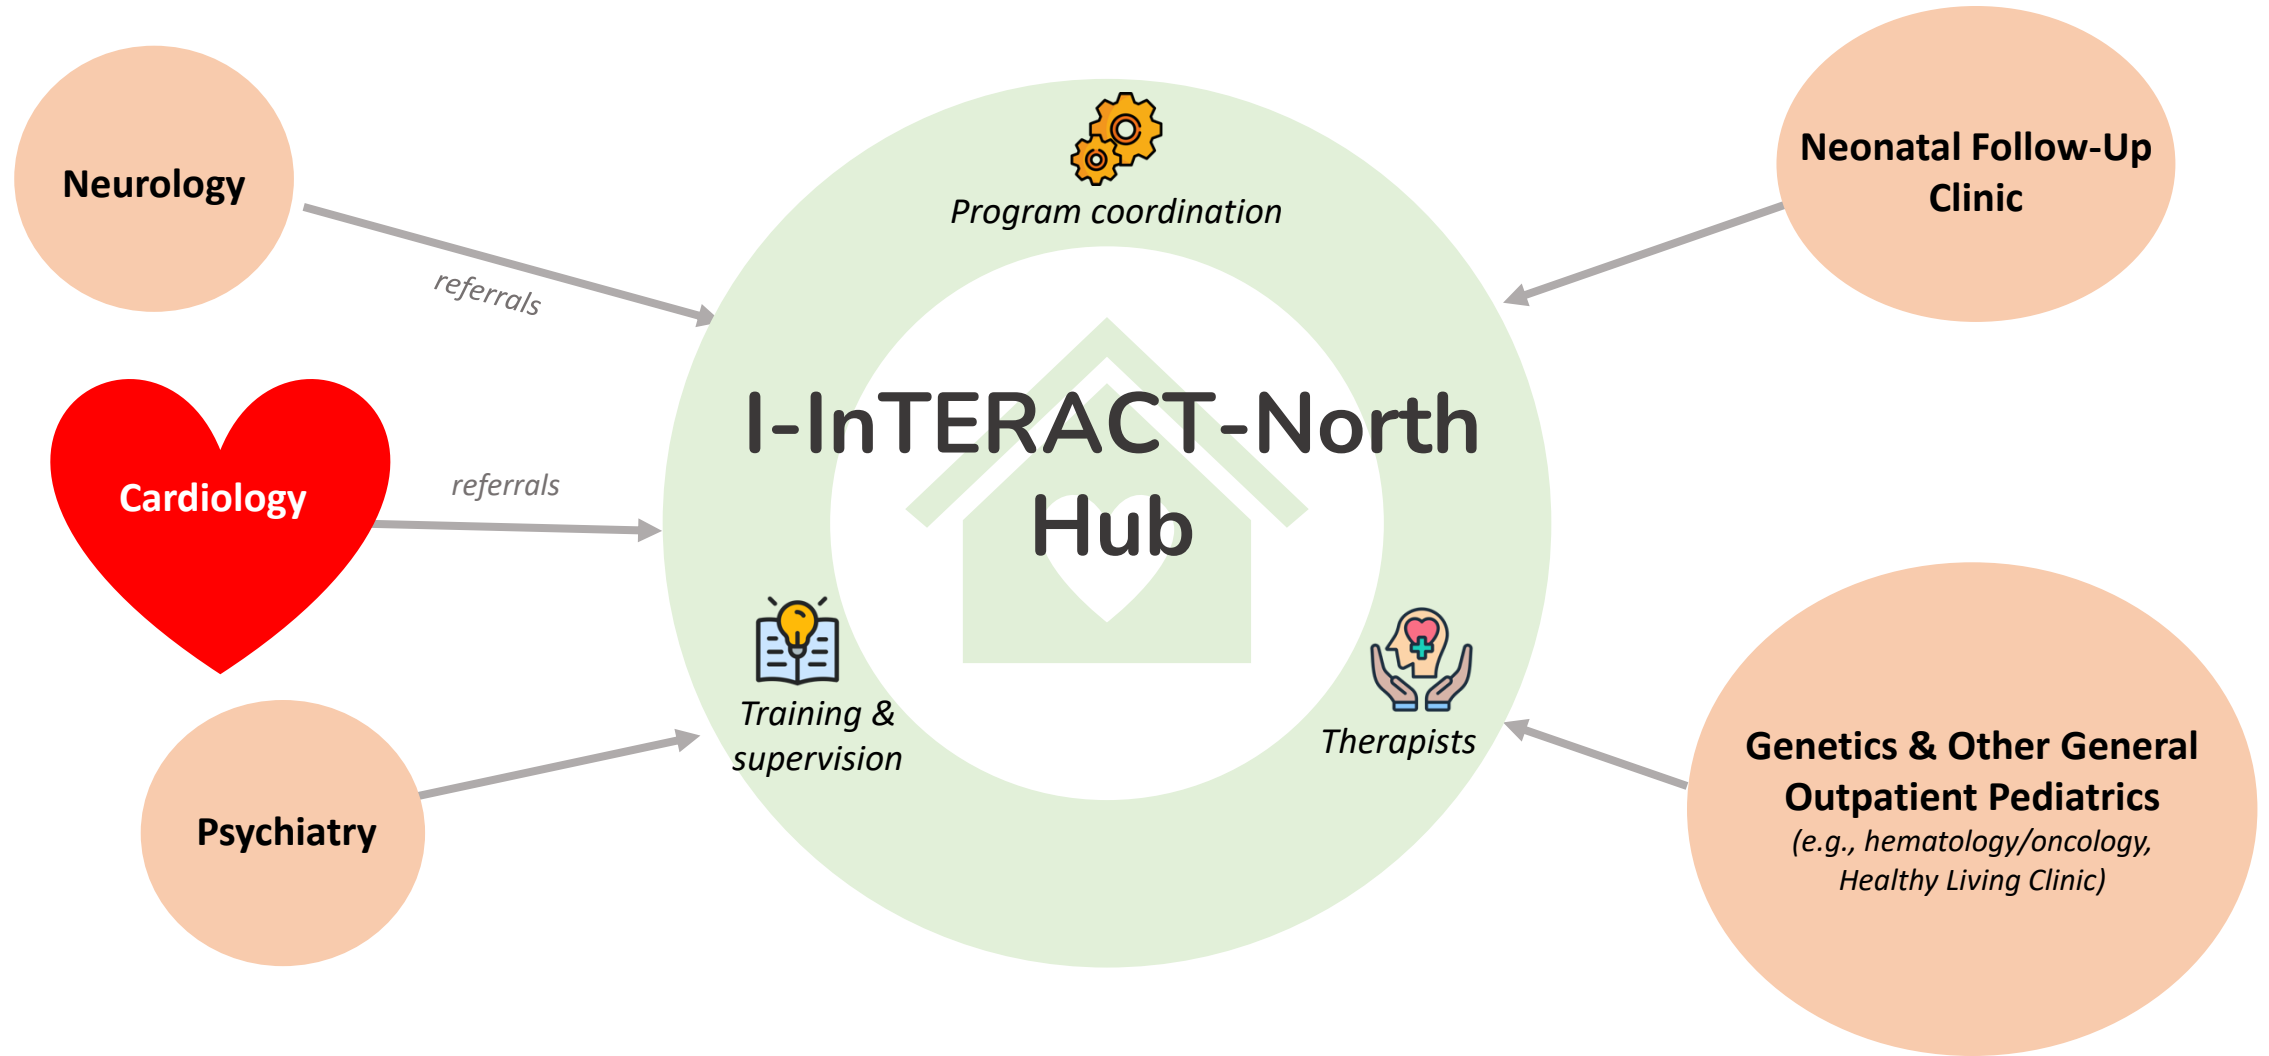 Neurology
referrals
Cardiology
referrals
Psychiatry
Program coordination
I-InTERACT-North
Hub
Training &
supervision
Therapists
Neonatal Follow-Up
Clinic
Genetics & Other General
Outpatient Pediatrics
(e.g., hematology/oncology,
Healthy Living Clinic)